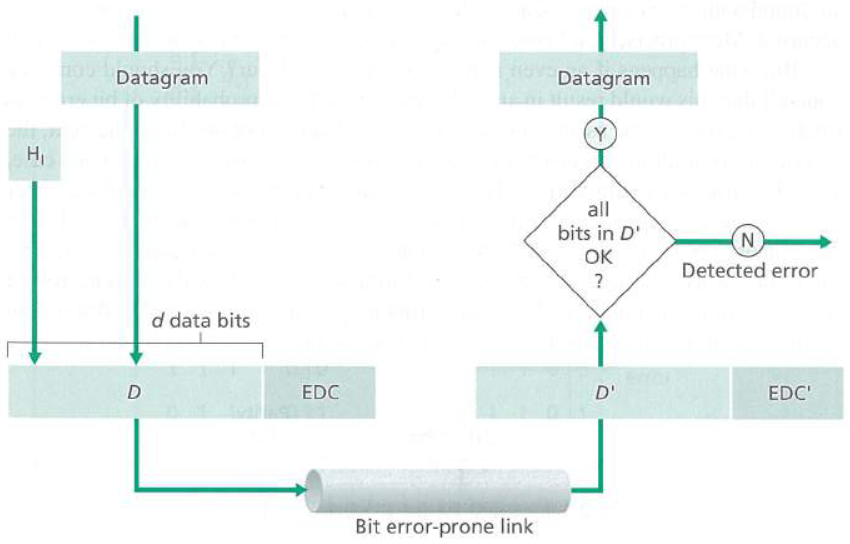 Datagram
Datagram
H_I
Y
all
bits in D'
OK
?
N
Detected error
d data bits
D
EDC
D'
EDC'
Bit error-prone link